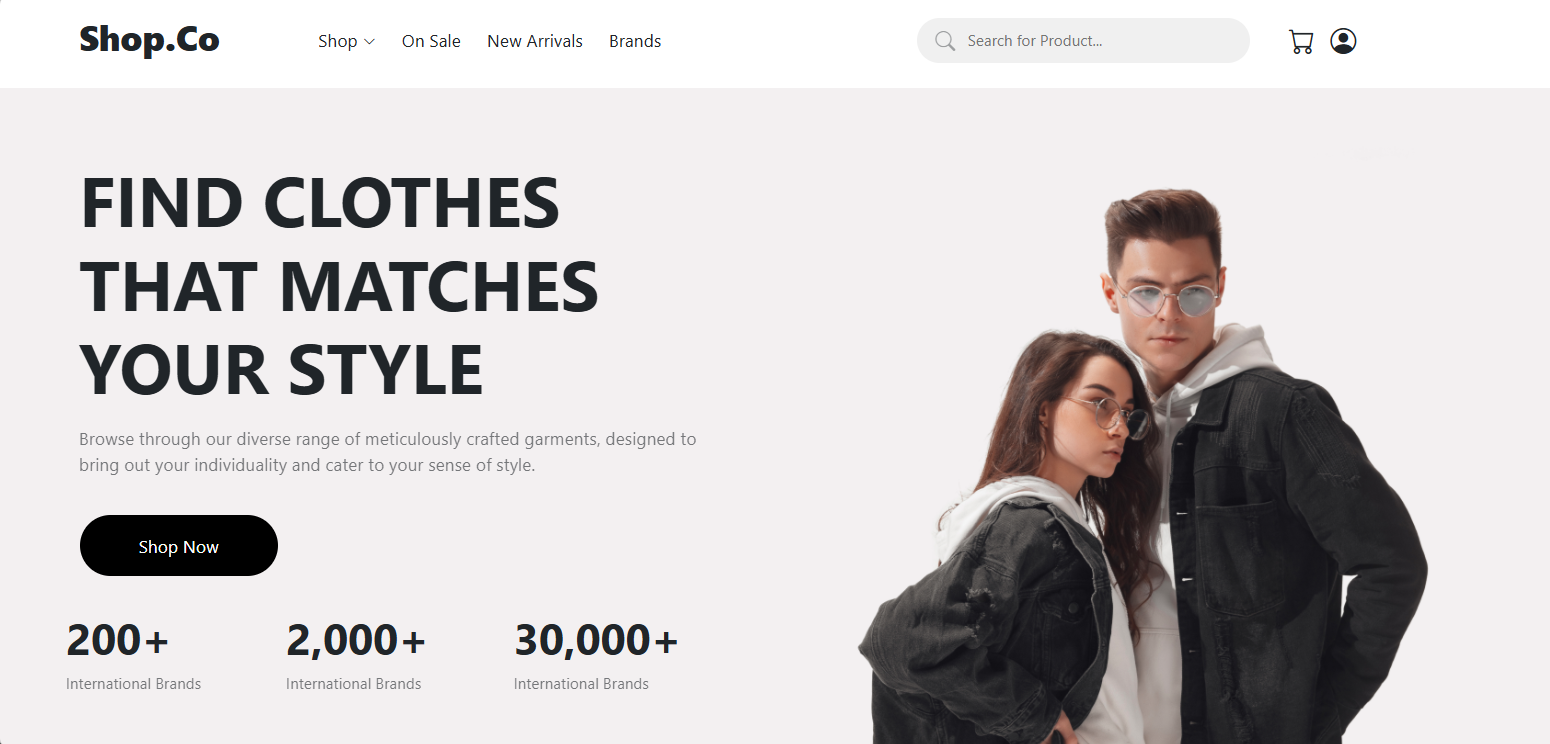 Shop.Co
Shop On Sale New Arrivals Brands
Search for Product...
FIND CLOTHES
THAT MATCHES
YOUR STYLE
Browse through our diverse range of meticulously crafted garments, designed to
bring out your individuality and cater to your sense of style.
Shop Now
200+ 2,000+ 30,000+
International Brands International Brands International Brands